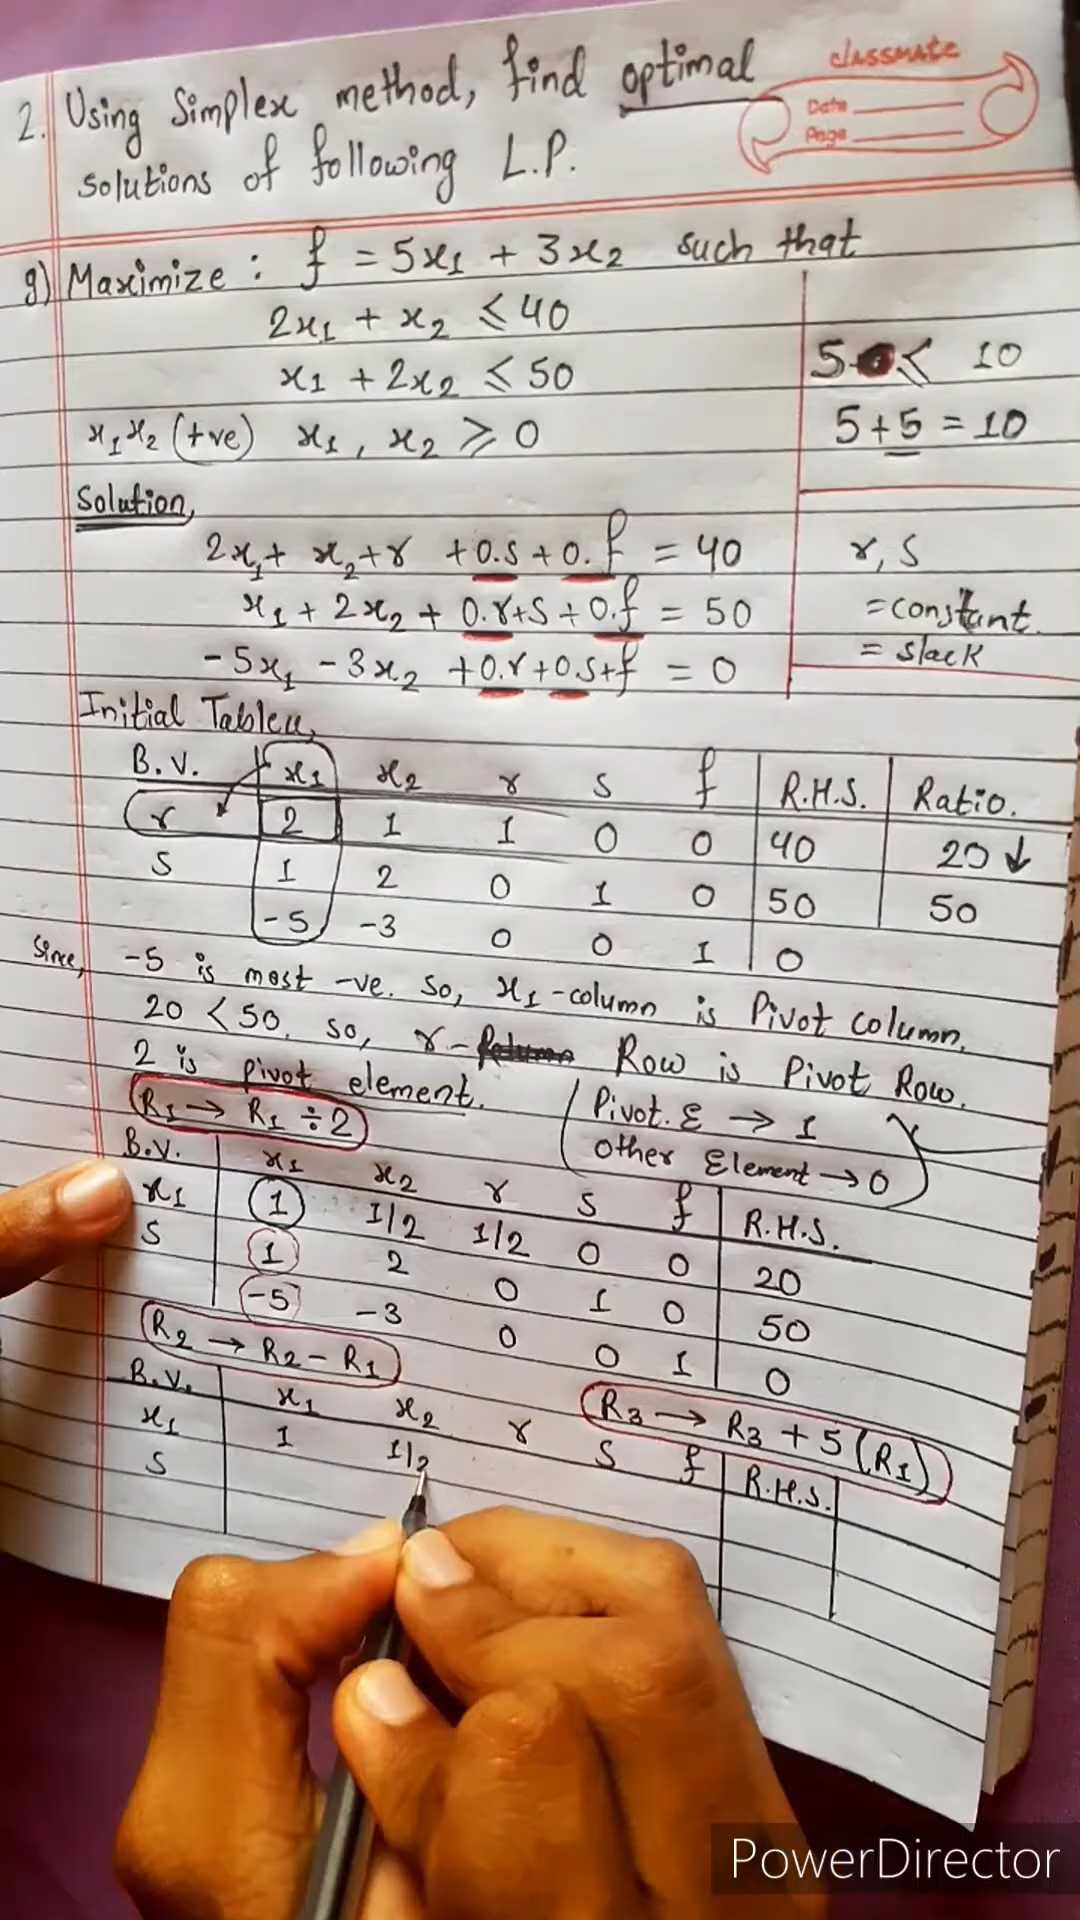 classmate
Date
Page
2. Using Simplex method, find optimal
solutions of following L.P.
g) Maximize : f = 5x₁ + 3x₂ such that
2x₁ + x₂ ≤ 40
x₁ + 2x₂ ≤ 50
x₁x₂ (+ve) x₁, x₂ ≥ 0
5 ≤ 10
5 + 5 = 10
Solution,
2x₁ + x₂ + r + 0.s + 0.f = 40
x₁ + 2x₂ + 0.r + s + 0.f = 50
-5x₁ - 3x₂ + 0.r + 0.s + f = 0
r, s
= constant
= slack
Initial Tableu,
B.V. x₁ x₂ r s f R.H.S. Ratio.
r 2 1 1 0 0 40 20 ↓
s 1 2 0 1 0 50 50
-5 -3 0 0 1 0
Since, -5 is most -ve. So, x₁-column is Pivot column.
20 < 50. so, r- Row is Pivot Row.
2 is pivot element.
Pivot. E → 1
other Element → 0
R₁ → R₁ ÷ 2
B.V. x₁ x₂ r s f R.H.S.
x₁ 1 1/2 1/2 0 0 20
s 1 2 0 1 0 50
-5 -3 0 0 1 0
R₂ → R₂ - R₁
R₃ → R₃ + 5(R₁)
B.V. x₁ x₂ r s f R.H.S.
x₁ 1 1/2
s
PowerDirector